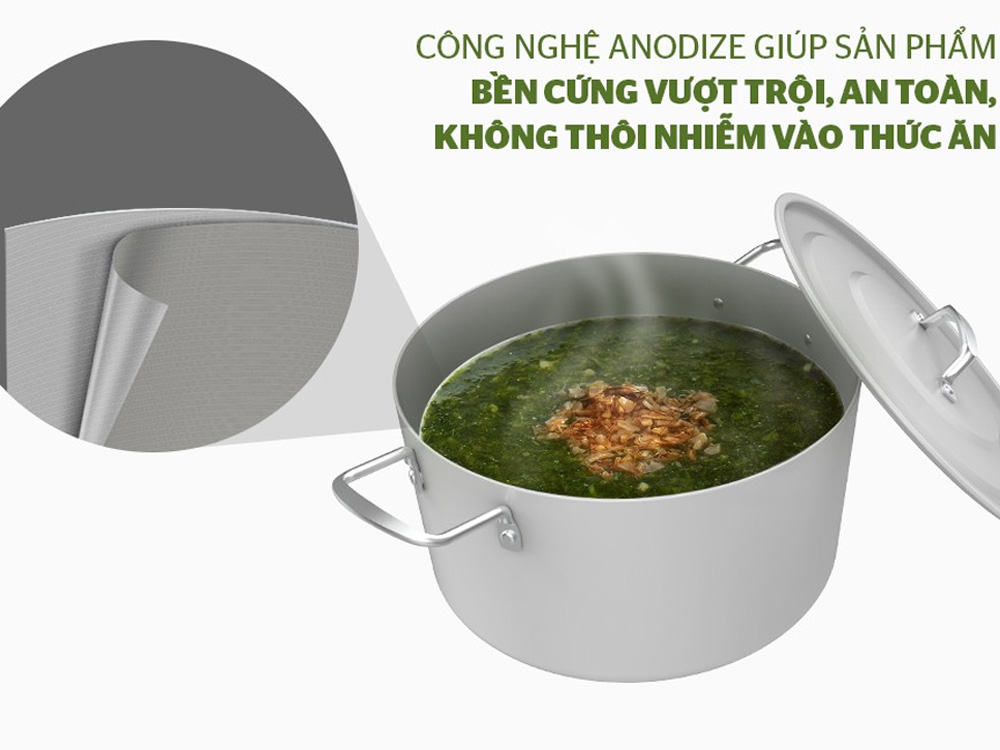 CÔNG NGHỆ ANODIZE GIÚP SẢN PHẨM
BỀN CỨNG VƯỢT TRỘI, AN TOÀN,
KHÔNG THÔI NHIỄM VÀO THỨC ĂN